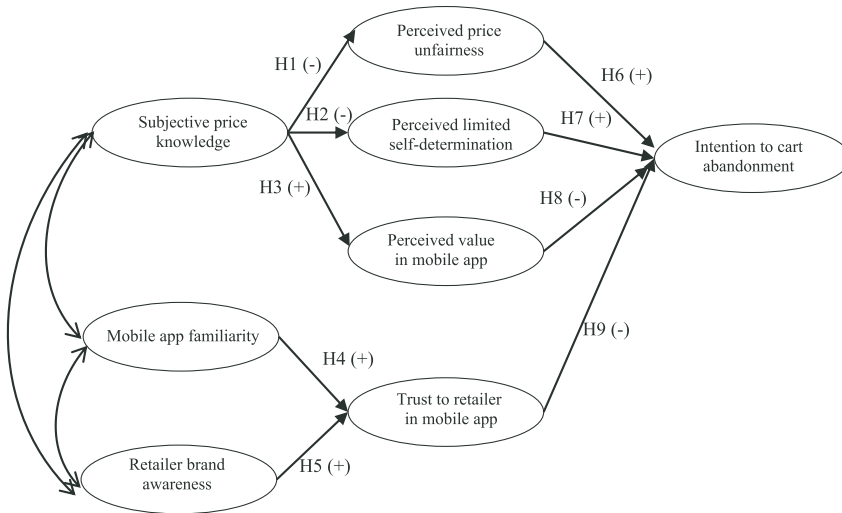 Perceived price
unfairness
H1 (-)
H6 (+)
Subjective price
knowledge
H2 (-)
Perceived limited
self-determination
H7 (+)
Intention to cart
abandonment
H3 (+)
H8 (-)
Perceived value
in mobile app
Mobile app familiarity
H9 (-)
H4 (+)
Trust to retailer
in mobile app
Retailer brand
awareness
H5 (+)